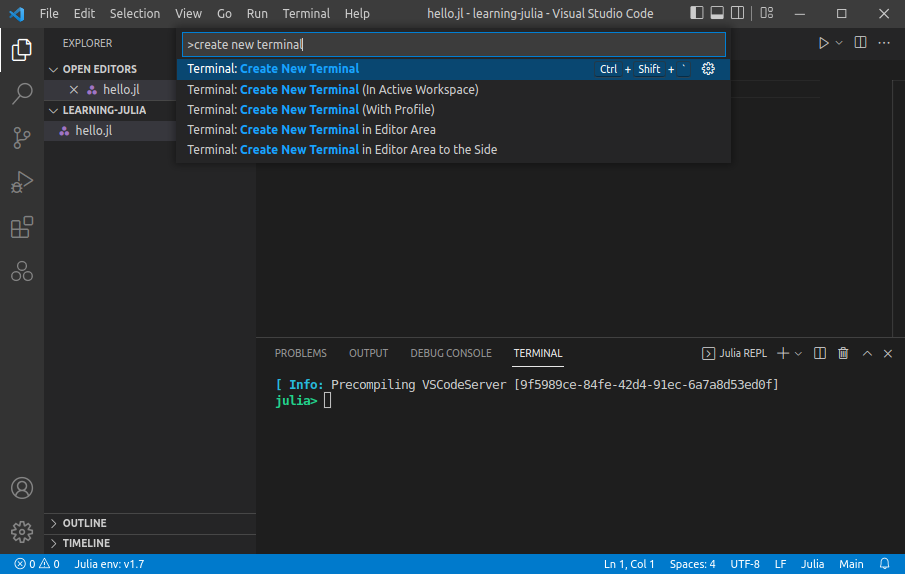 File Edit Selection View Go Run Terminal Help hello.jl - learning-julia - Visual Studio Code
EXPLORER
>create new terminal
Terminal: Create New Terminal Ctrl + Shift + `
Terminal: Create New Terminal (In Active Workspace)
Terminal: Create New Terminal (With Profile)
Terminal: Create New Terminal in Editor Area
Terminal: Create New Terminal in Editor Area to the Side
OPEN EDITORS
hello.jl
LEARNING-JULIA
hello.jl
PROBLEMS OUTPUT DEBUG CONSOLE TERMINAL Julia REPL
[ Info: Precompiling VSCodeServer [9f5989ce-84fe-42d4-91ec-6a7a8d53ed0f]
julia>
OUTLINE
TIMELINE
0 0 Julia env: v1.7 Ln 1, Col 1 Spaces: 4 UTF-8 LF Julia Main